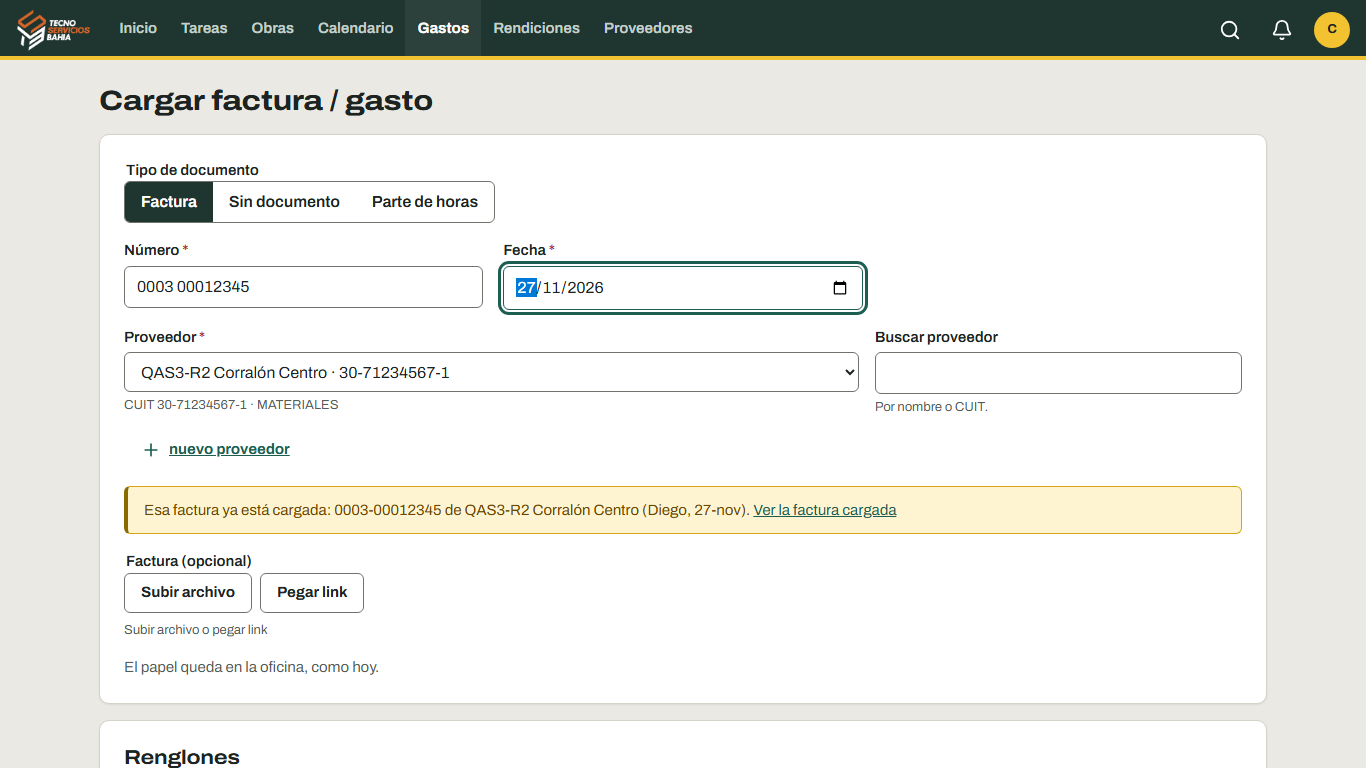 TECNO
SERVICIOS
BAHIA
Inicio
Tareas
Obras
Calendario
Gastos
Rendiciones
Proveedores
C
Cargar factura / gasto
Tipo de documento
Factura
Sin documento
Parte de horas
Número *
Fecha *
0003 00012345
27/11/2026
Proveedor *
Buscar proveedor
QAS3-R2 Corralón Centro · 30-71234567-1
CUIT 30-71234567-1 · MATERIALES
Por nombre o CUIT.
nuevo proveedor
Esa factura ya está cargada: 0003-00012345 de QAS3-R2 Corralón Centro (Diego, 27-nov). Ver la factura cargada
Factura (opcional)
Subir archivo
Pegar link
Subir archivo o pegar link
El papel queda en la oficina, como hoy.
Renglones